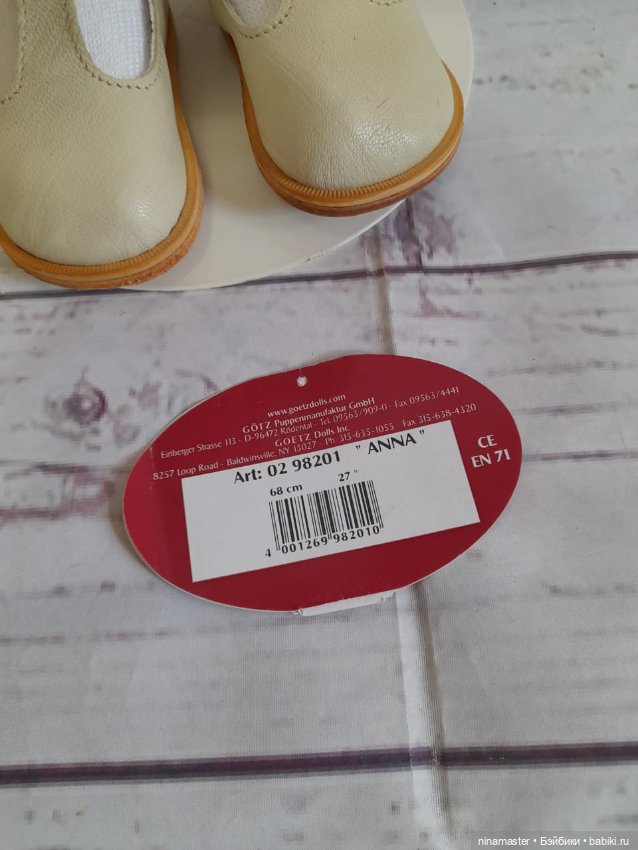 www.goetzdolls.com
GÖTZ Puppenmanufaktur GmbH
Einberger Strasse 113 · D-96472 Rödental · Tel. 09563/909-0 · Fax 09563/4441
GOETZ Dolls Inc.
8257 Loop Road · Baldwinsville, NY 13027 · Ph 315-635-1055 Fax 315-638-4320
CE
EN 71
Art: 02 98201 " ANNA "
68 cm 27 "
4 001269 982010
ninamaster • Бэйбики • babiki.ru